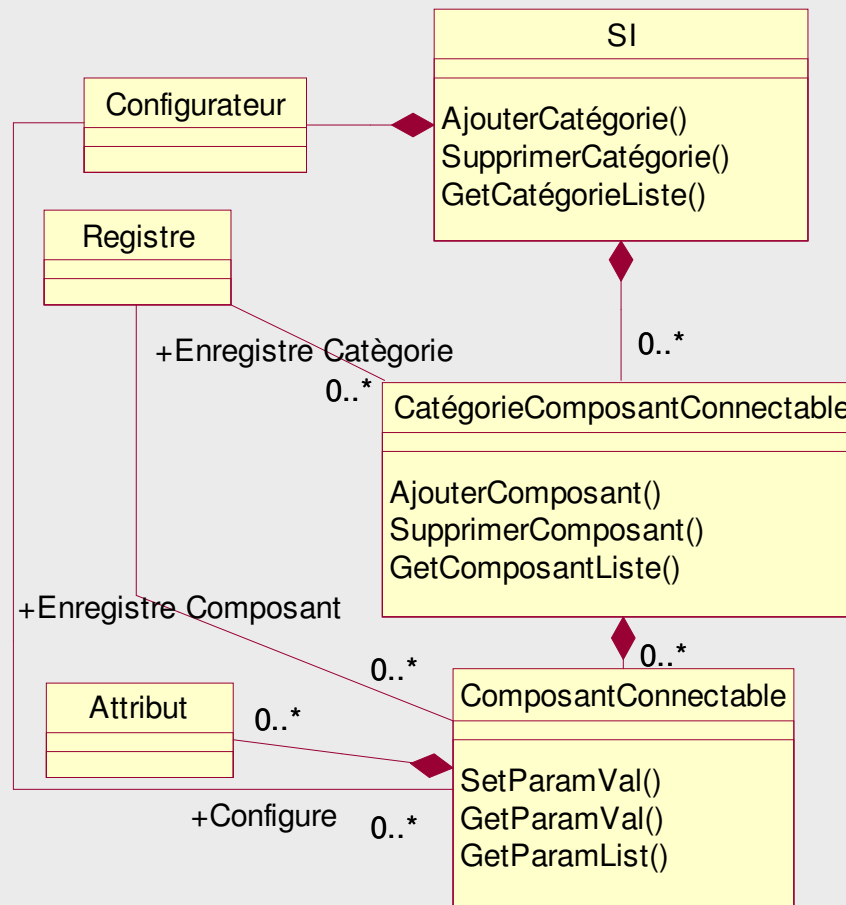 SI
AjouterCatégorie()
SupprimerCatégorie()
GetCatégorieListe()
Configurateur
Registre
+Enregistre Catègorie
0..*
0..*
CatégorieComposantConnectable
AjouterComposant()
SupprimerComposant()
GetComposantListe()
+Enregistre Composant
0..*
0..*
Attribut
0..*
ComposantConnectable
SetParamVal()
GetParamVal()
GetParamList()
+Configure
0..*